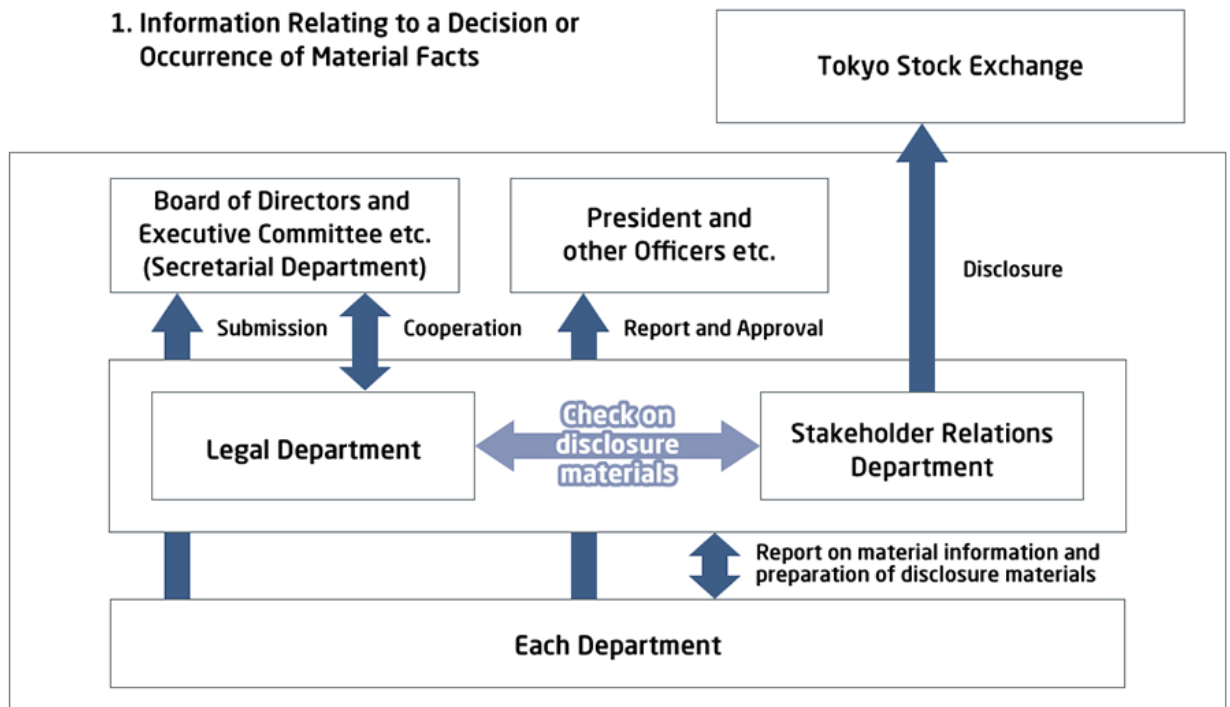 1. Information Relating to a Decision or
Occurrence of Material Facts
Tokyo Stock Exchange
Board of Directors and
Executive Committee etc.
(Secretarial Department)
President and
other Officers etc.
Disclosure
Submission
Cooperation
Report and Approval
Legal Department
Check on
disclosure
materials
Stakeholder Relations
Department
Report on material information and
preparation of disclosure materials
Each Department